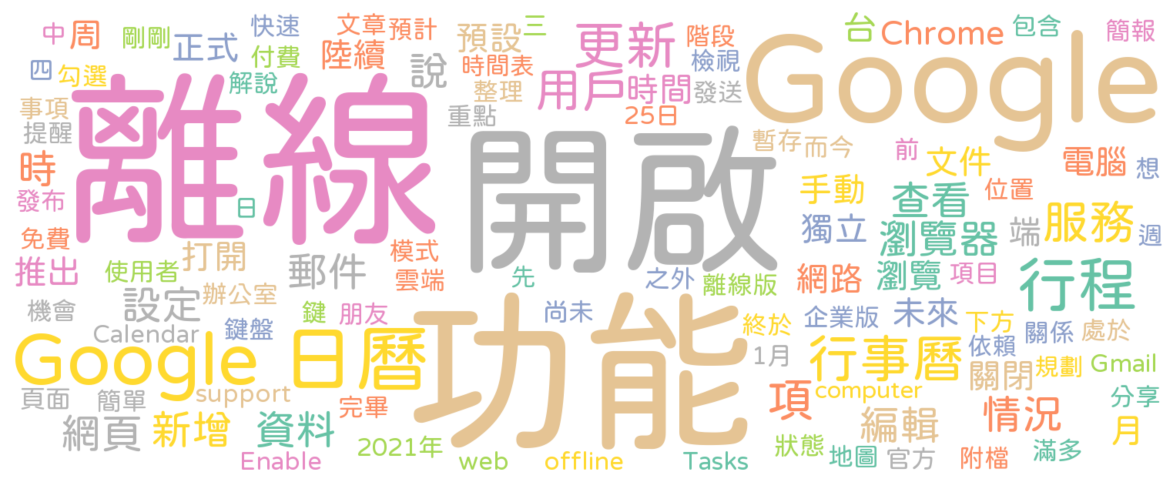 中 周 剛剛 正式 快速 文章 預計 預設 三 更新 階段 Google 台 Chrome 包含 簡報
四 勾選 付費 陸續 時間表 檢視
解說 說 整理 用戶 時間 發送
事項 離線 重點 25日
提醒 開啟 暫存 而今 前 文件 電腦 想
時 手動 查看 位置
發布 日 獨立 瀏覽器 端 服務 週
免費 打開 模式
推出 使用者 郵件 雲端 先 之外 離線版 網路 瀏覽 項目 行程
機會 設定 辦公室 鍵 朋友 功能 尚未 終於 企業版 未來 下方 關係 處於
Calendar 鍵盤 依賴
Google 日曆 1月 行事曆 關閉 規劃 Gmail
頁面 簡單 support 完畢 項 computer 情況 分享
網頁 新增 資料 編輯 月
2021年 狀態 滿多
Enable web offline Tasks 地圖 官方 附檔